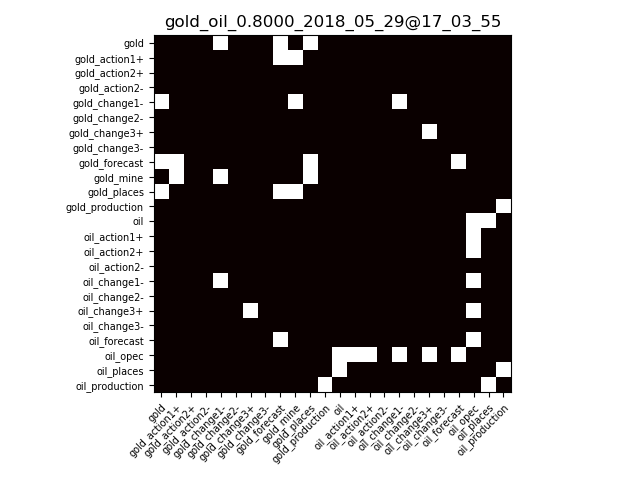 gold_oil_0.8000_2018_05_29@17_03_55
gold
gold_action1+
gold_action2+
gold_action2-
gold_change1-
gold_change2-
gold_change3+
gold_change3-
gold_forecast
gold_mine
gold_places
gold_production
oil
oil_action1+
oil_action2+
oil_action2-
oil_change1-
oil_change2-
oil_change3+
oil_change3-
oil_forecast
oil_opec
oil_places
oil_production
gold
gold_action1+
gold_action2+
gold_action2-
gold_change1-
gold_change2-
gold_change3+
gold_change3-
gold_forecast
gold_mine
gold_places
gold_production
oil
oil_action1+
oil_action2+
oil_action2-
oil_change1-
oil_change2-
oil_change3+
oil_change3-
oil_forecast
oil_opec
oil_places
oil_production